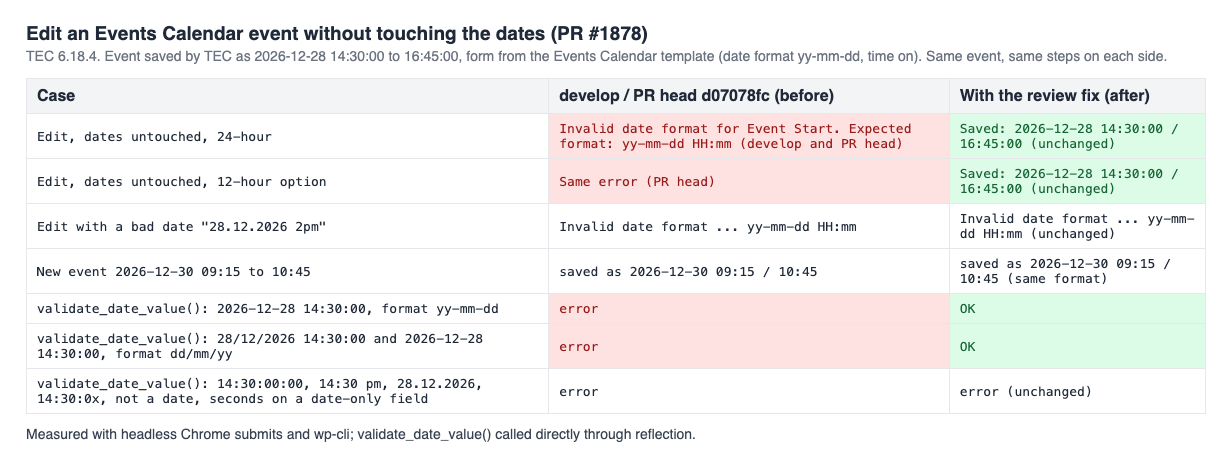 Edit an Events Calendar event without touching the dates (PR #1878)
TEC 6.18.4. Event saved by TEC as 2026-12-28 14:30:00 to 16:45:00, form from the Events Calendar template (date format yy-mm-dd, time on). Same event, same steps on each side.
Case
develop / PR head d07078fc (before)
With the review fix (after)
Edit, dates untouched, 24-hour
Invalid date format for Event Start. Expected
format: yy-mm-dd HH:mm (develop and PR head)
Saved: 2026-12-28 14:30:00 /
16:45:00 (unchanged)
Edit, dates untouched, 12-hour option
Same error (PR head)
Saved: 2026-12-28 14:30:00 /
16:45:00 (unchanged)
Edit with a bad date "28.12.2026 2pm"
Invalid date format ... yy-mm-dd HH:mm
Invalid date format ... yy-mm-
dd HH:mm (unchanged)
New event 2026-12-30 09:15 to 10:45
saved as 2026-12-30 09:15 / 10:45
saved as 2026-12-30 09:15 /
10:45 (same format)
validate_date_value(): 2026-12-28 14:30:00, format yy-mm-dd
error
OK
validate_date_value(): 28/12/2026 14:30:00 and 2026-12-28
14:30:00, format dd/mm/yy
error
OK
validate_date_value(): 14:30:00:00, 14:30 pm, 28.12.2026,
14:30:0x, not a date, seconds on a date-only field
error
error (unchanged)
Measured with headless Chrome submits and wp-cli; validate_date_value() called directly through reflection.